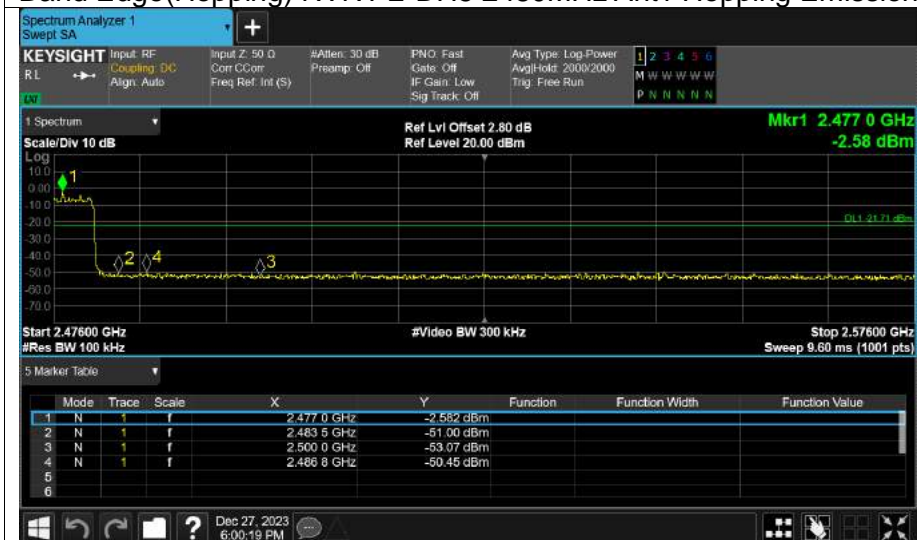 Spectrum Analyzer 1
Swept SA
+
KEYSIGHT
RL
Input: RF
Coupling: DC
Align: Auto
Input Z: 50 Ω
Corr CCorr
Freq Ref: Int (S)
#Atten: 30 dB
Preamp: Off
PNO: Fast
Gate: Off
IF Gain: Low
Sig Track: Off
Avg Type: Log-Power
Avg|Hold: 2000/2000
Trig: Free Run
1 2 3 4 5 6
M W W W W W
P N N N N N
1 Spectrum
Scale/Div 10 dB
Ref Lvl Offset 2.80 dB
Ref Level 20.00 dBm
Mkr1 2.477 0 GHz
-2.58 dBm
Log
10.0
0.00
-10.0
-20.0
-30.0
-40.0
-50.0
-60.0
-70.0
1
2
4
3
DL1 -21.71 dBm
Start 2.47600 GHz
#Video BW 300 kHz
Stop 2.57600 GHz
#Res BW 100 kHz
Sweep 9.60 ms (1001 pts)
5 Marker Table
Mode Trace Scale X Y Function Function Width Function Value
1 N 1 f 2.477 0 GHz -2.582 dBm
2 N 1 f 2.483 5 GHz -51.00 dBm
3 N 1 f 2.500 0 GHz -53.07 dBm
4 N 1 f 2.486 8 GHz -50.45 dBm
5
6
?
Dec 27, 2023
6:00:19 PM